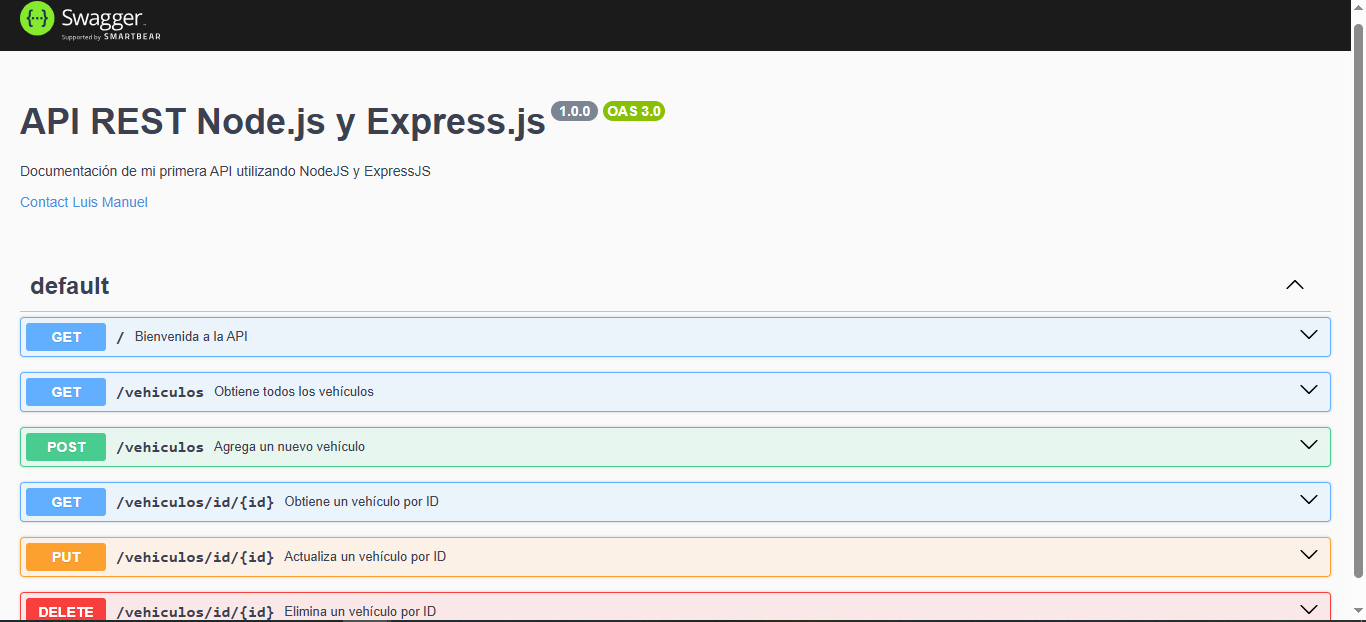 Swagger
Supported by SMARTBEAR
API REST Node.js y Express.js 1.0.0 OAS 3.0
Documentación de mi primera API utilizando NodeJS y ExpressJS
Contact Luis Manuel
default
GET / Bienvenida a la API
GET /vehiculos Obtiene todos los vehículos
POST /vehiculos Agrega un nuevo vehículo
GET /vehiculos/id/{id} Obtiene un vehículo por ID
PUT /vehiculos/id/{id} Actualiza un vehículo por ID
DELETE /vehiculos/id/{id} Elimina un vehículo por ID